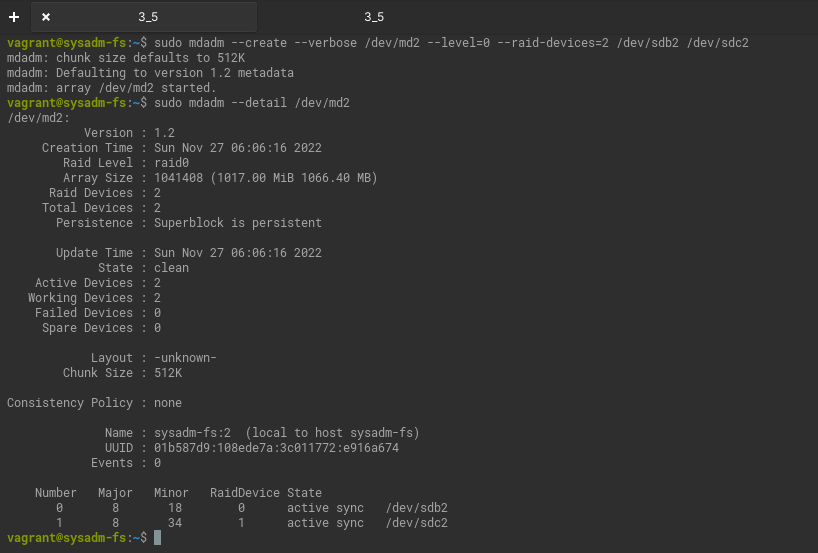 + × 3_5 3_5
vagrant@sysadm-fs:~$ sudo mdadm --create --verbose /dev/md2 --level=0 --raid-devices=2 /dev/sdb2 /dev/sdc2
mdadm: chunk size defaults to 512K
mdadm: Defaulting to version 1.2 metadata
mdadm: array /dev/md2 started.
vagrant@sysadm-fs:~$ sudo mdadm --detail /dev/md2
/dev/md2:
           Version : 1.2
     Creation Time : Sun Nov 27 06:06:16 2022
        Raid Level : raid0
        Array Size : 1041408 (1017.00 MiB 1066.40 MB)
      Raid Devices : 2
     Total Devices : 2
       Persistence : Superblock is persistent

       Update Time : Sun Nov 27 06:06:16 2022
             State : clean
    Active Devices : 2
   Working Devices : 2
    Failed Devices : 0
     Spare Devices : 0

            Layout : -unknown-
        Chunk Size : 512K

Consistency Policy : none

              Name : sysadm-fs:2  (local to host sysadm-fs)
              UUID : 01b587d9:108ede7a:3c011772:e916a674
            Events : 0

    Number   Major   Minor   RaidDevice State
       0       8       18        0      active sync   /dev/sdb2
       1       8       34        1      active sync   /dev/sdc2
vagrant@sysadm-fs:~$